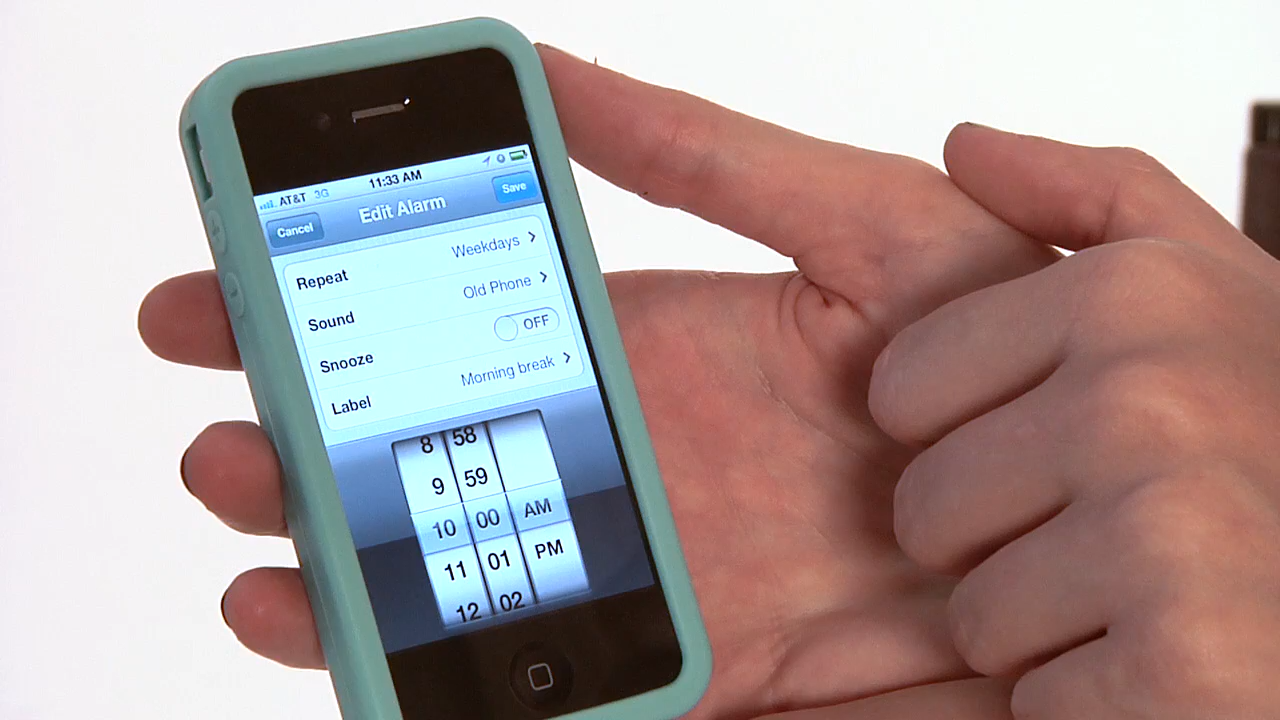 AT&T 3G 11:33 AM
Cancel Edit Alarm Save
Repeat Weekdays
Sound Old Phone
Snooze OFF
Label Morning break
8 58
9 59
10 00 AM
11 01 PM
12 02